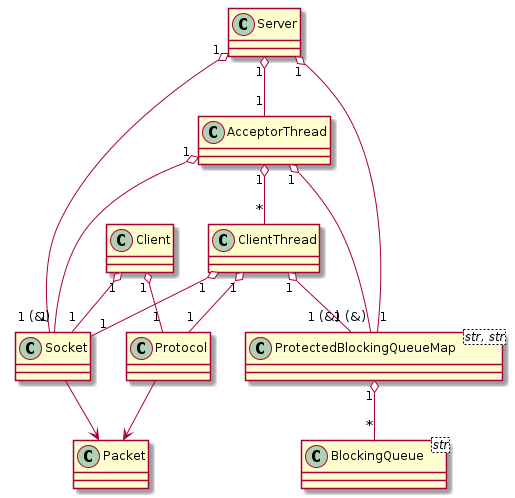 C Server
1 1 1
1
C AcceptorThread
1 1 1
*
C Client
C ClientThread
1 1 1 1 1
1 (&) 1 1 1 1 1 (&) 1 (&) 1
C Socket
C Protocol
C ProtectedBlockingQueueMap
str, str
1
*
C Packet
C BlockingQueue
str